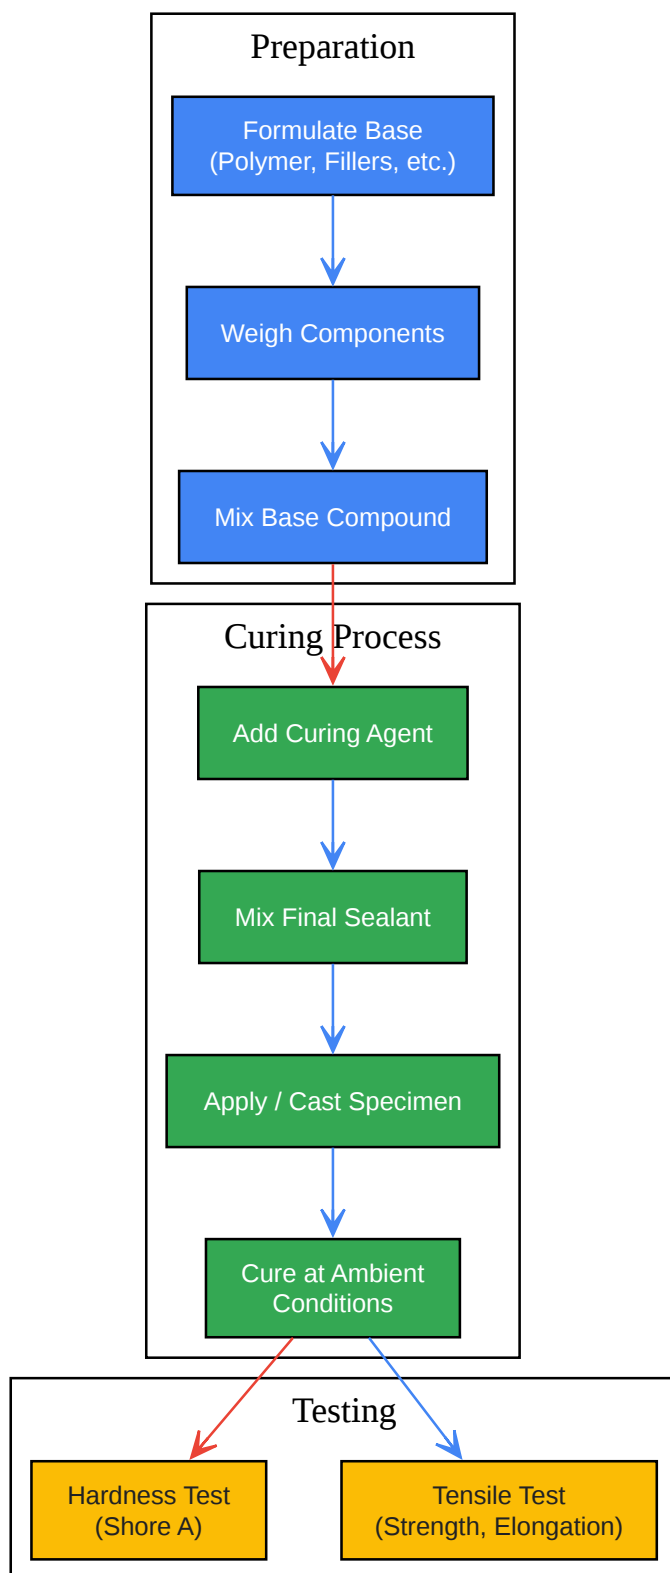 Preparation
Formulate Base
(Polymer, Fillers, etc.)
Weigh Components
Mix Base Compound
Curing Process
Add Curing Agent
Mix Final Sealant
Apply / Cast Specimen
Cure at Ambient
Conditions
Testing
Hardness Test
(Shore A)
Tensile Test
(Strength, Elongation)